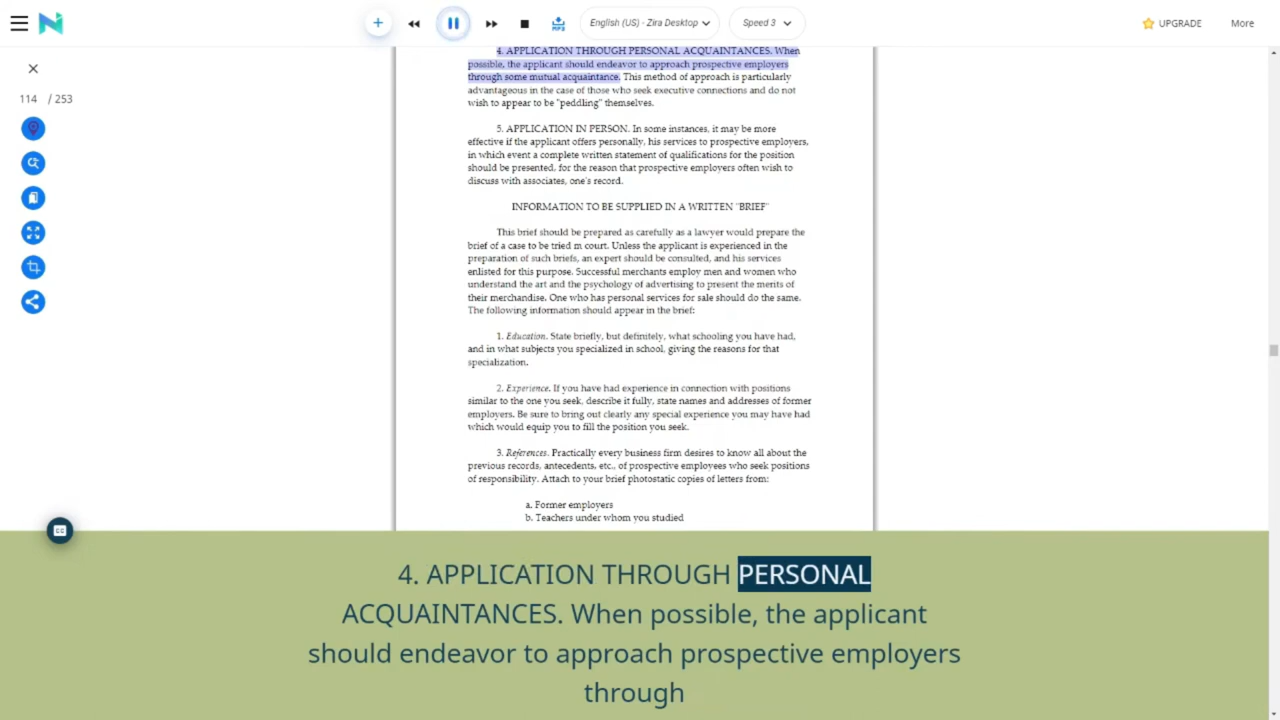 English (US) - Zira Desktop
Speed 3
UPGRADE
More
MP3
114 / 253
4. APPLICATION THROUGH PERSONAL ACQUAINTANCES. When
possible, the applicant should endeavor to approach prospective employers
through some mutual acquaintance. This method of approach is particularly
advantageous in the case of those who seek executive connections and do not
wish to appear to be "peddling" themselves.
5. APPLICATION IN PERSON. In some instances, it may be more
effective if the applicant offers personally, his services to prospective employers,
in which event a complete written statement of qualifications for the position
should be presented, for the reason that prospective employers often wish to
discuss with associates, one's record.
INFORMATION TO BE SUPPLIED IN A WRITTEN "BRIEF"
This brief should be prepared as carefully as a lawyer would prepare the
brief of a case to be tried m court. Unless the applicant is experienced in the
preparation of such briefs, an expert should be consulted, and his services
enlisted for this purpose. Successful merchants employ men and women who
understand the art and the psychology of advertising to present the merits of
their merchandise. One who has personal services for sale should do the same.
The following information should appear in the brief:
1. Education. State briefly, but definitely, what schooling you have had,
and in what subjects you specialized in school, giving the reasons for that
specialization.
2. Experience. If you have had experience in connection with positions
similar to the one you seek, describe it fully, state names and addresses of former
employers. Be sure to bring out clearly any special experience you may have had
which would equip you to fill the position you seek.
3. References. Practically every business firm desires to know all about the
previous records, antecedents, etc., of prospective employees who seek positions
of responsibility. Attach to your brief photostatic copies of letters from:
a. Former employers
b. Teachers under whom you studied
CC
4. APPLICATION THROUGH PERSONAL
ACQUAINTANCES. When possible, the applicant
should endeavor to approach prospective employers
through